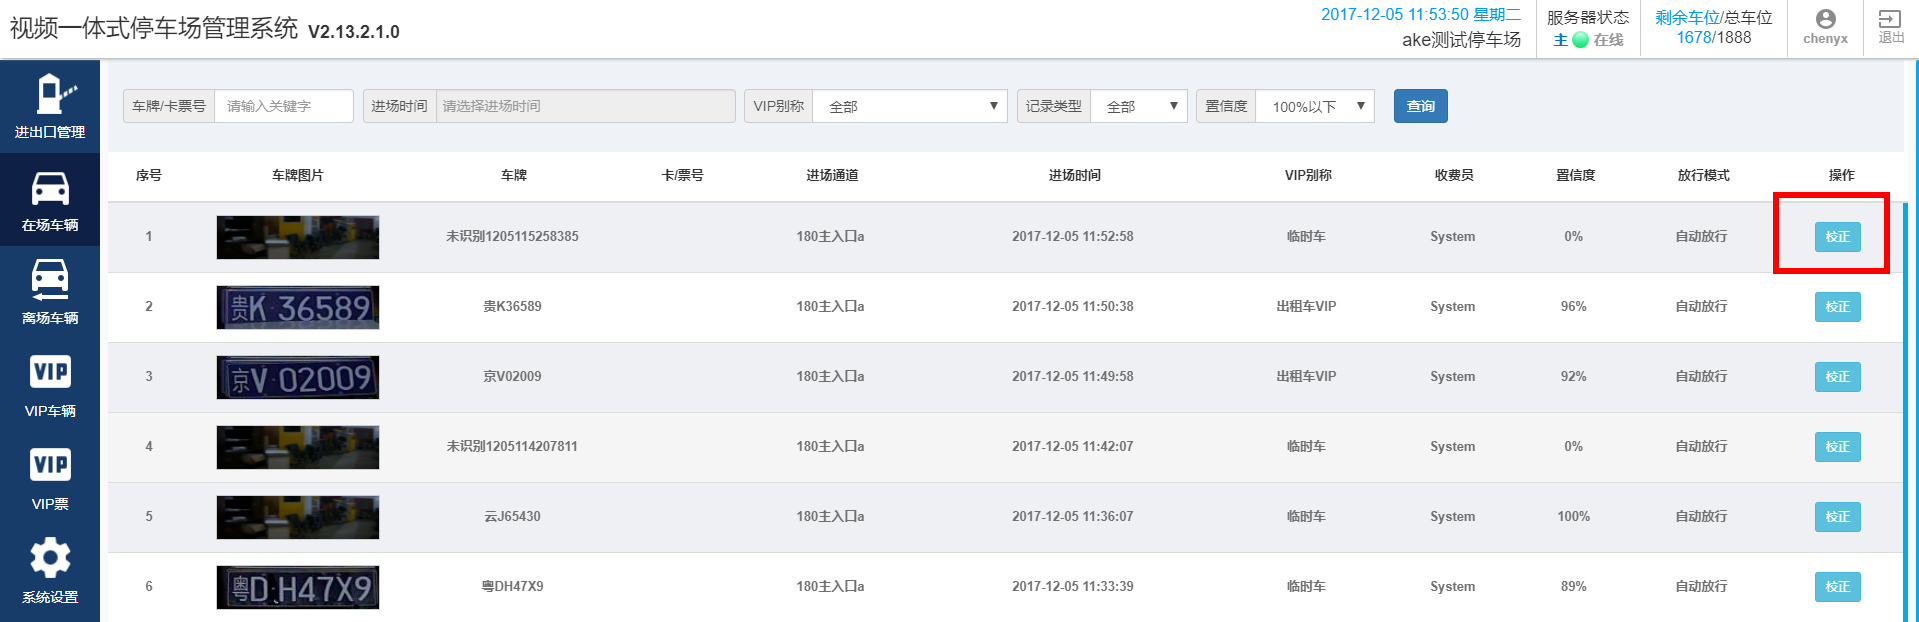 视频一体式停车场管理系统 V2.13.2.1.0
2017-12-05 11:53:50 星期二
ake测试停车场
服务器状态
主 在线
剩余车位/总车位
1678/1888
chenyx
退出
进出口管理
在场车辆
离场车辆
VIP
VIP车辆
VIP
VIP票
系统设置
车牌/卡票号 请输入关键字 进场时间 请选择进场时间 VIP别称 全部 记录类型 全部 置信度 100%以下 查询
序号 车牌图片 车牌 卡/票号 进场通道 进场时间 VIP别称 收费员 置信度 放行模式 操作
1 未识别1205115258385 180主入口a 2017-12-05 11:52:58 临时车 System 0% 自动放行 校正
2 贵K 36589 贵K36589 180主入口a 2017-12-05 11:50:38 出租车VIP System 96% 自动放行 校正
3 京V·02009 京V02009 180主入口a 2017-12-05 11:49:58 出租车VIP System 92% 自动放行 校正
4 未识别1205114207811 180主入口a 2017-12-05 11:42:07 临时车 System 0% 自动放行 校正
5 云J65430 180主入口a 2017-12-05 11:36:07 临时车 System 100% 自动放行 校正
6 粤D·H47X9 粤DH47X9 180主入口a 2017-12-05 11:33:39 临时车 System 89% 自动放行 校正